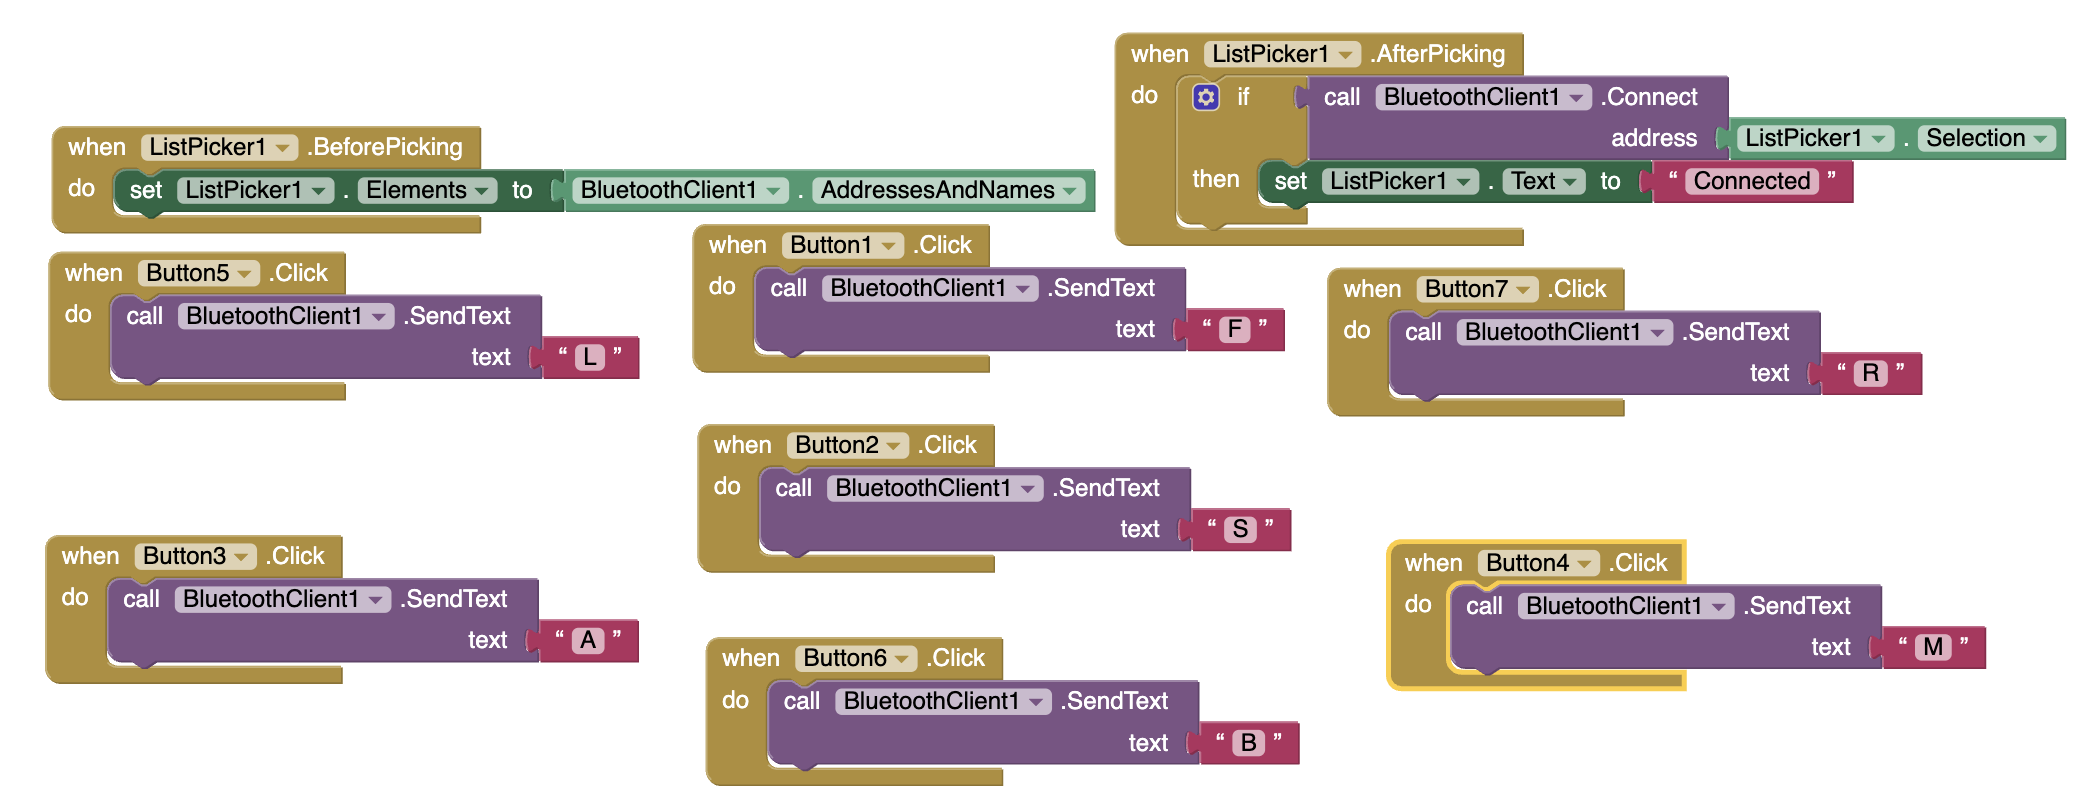 when ListPicker1 .BeforePicking
do set ListPicker1 . Elements to BluetoothClient1 . AddressesAndNames
when ListPicker1 .AfterPicking
do if call BluetoothClient1 .Connect
address ListPicker1 . Selection
then set ListPicker1 . Text to “ Connected ”
when Button5 .Click
do call BluetoothClient1 .SendText
text “ L ”
when Button1 .Click
do call BluetoothClient1 .SendText
text “ F ”
when Button7 .Click
do call BluetoothClient1 .SendText
text “ R ”
when Button2 .Click
do call BluetoothClient1 .SendText
text “ S ”
when Button3 .Click
do call BluetoothClient1 .SendText
text “ A ”
when Button6 .Click
do call BluetoothClient1 .SendText
text “ B ”
when Button4 .Click
do call BluetoothClient1 .SendText
text “ M ”